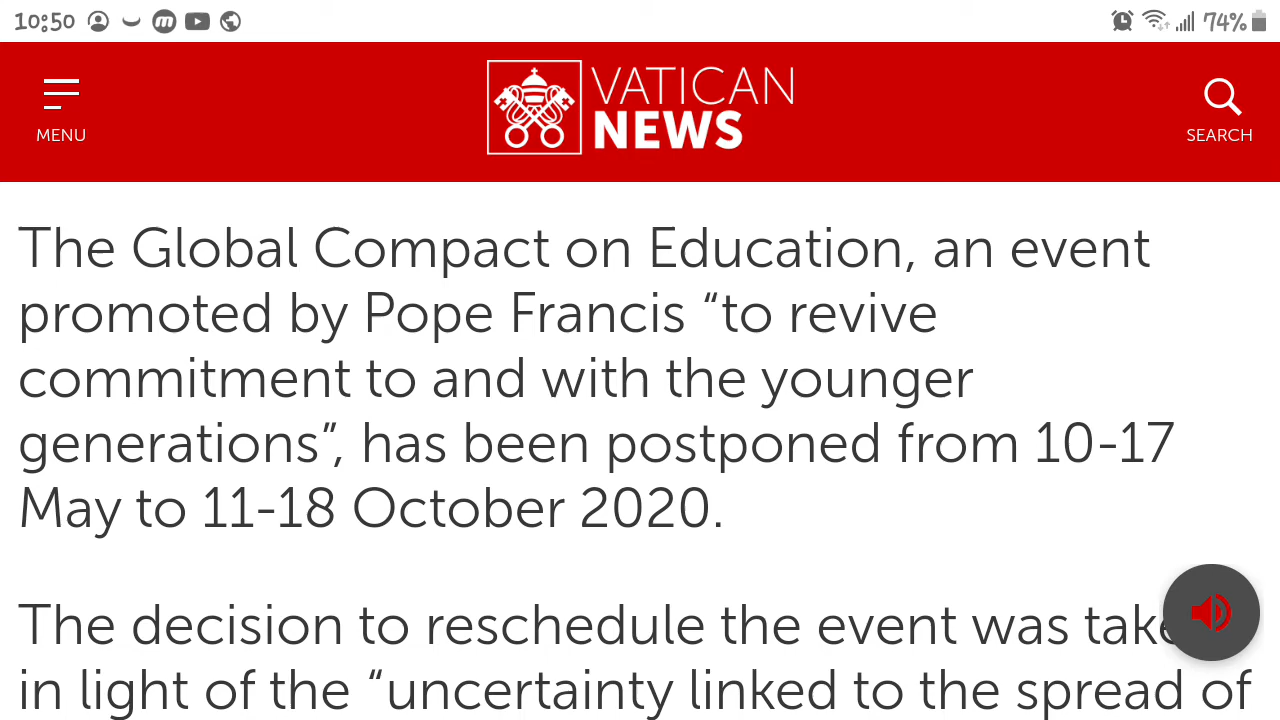 10:50 74%
VATICAN
NEWS
MENU
SEARCH
The Global Compact on Education, an event
promoted by Pope Francis “to revive
commitment to and with the younger
generations”, has been postponed from 10-17
May to 11-18 October 2020.
The decision to reschedule the event was
in light of the “uncertainty linked to the spread of